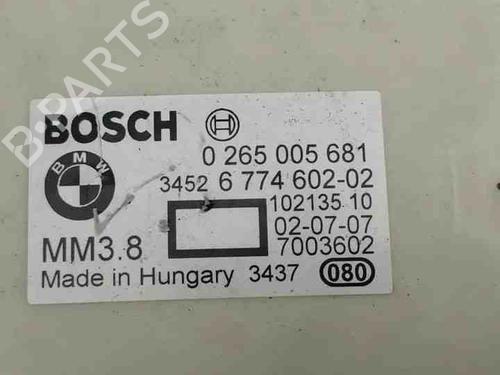 BOSCH
0 265 005 681
BMW
3452 6 774 602-02
102135 10
02-07-07
MM3.8
7003602
Made in Hungary 3437 080
B-PARTS